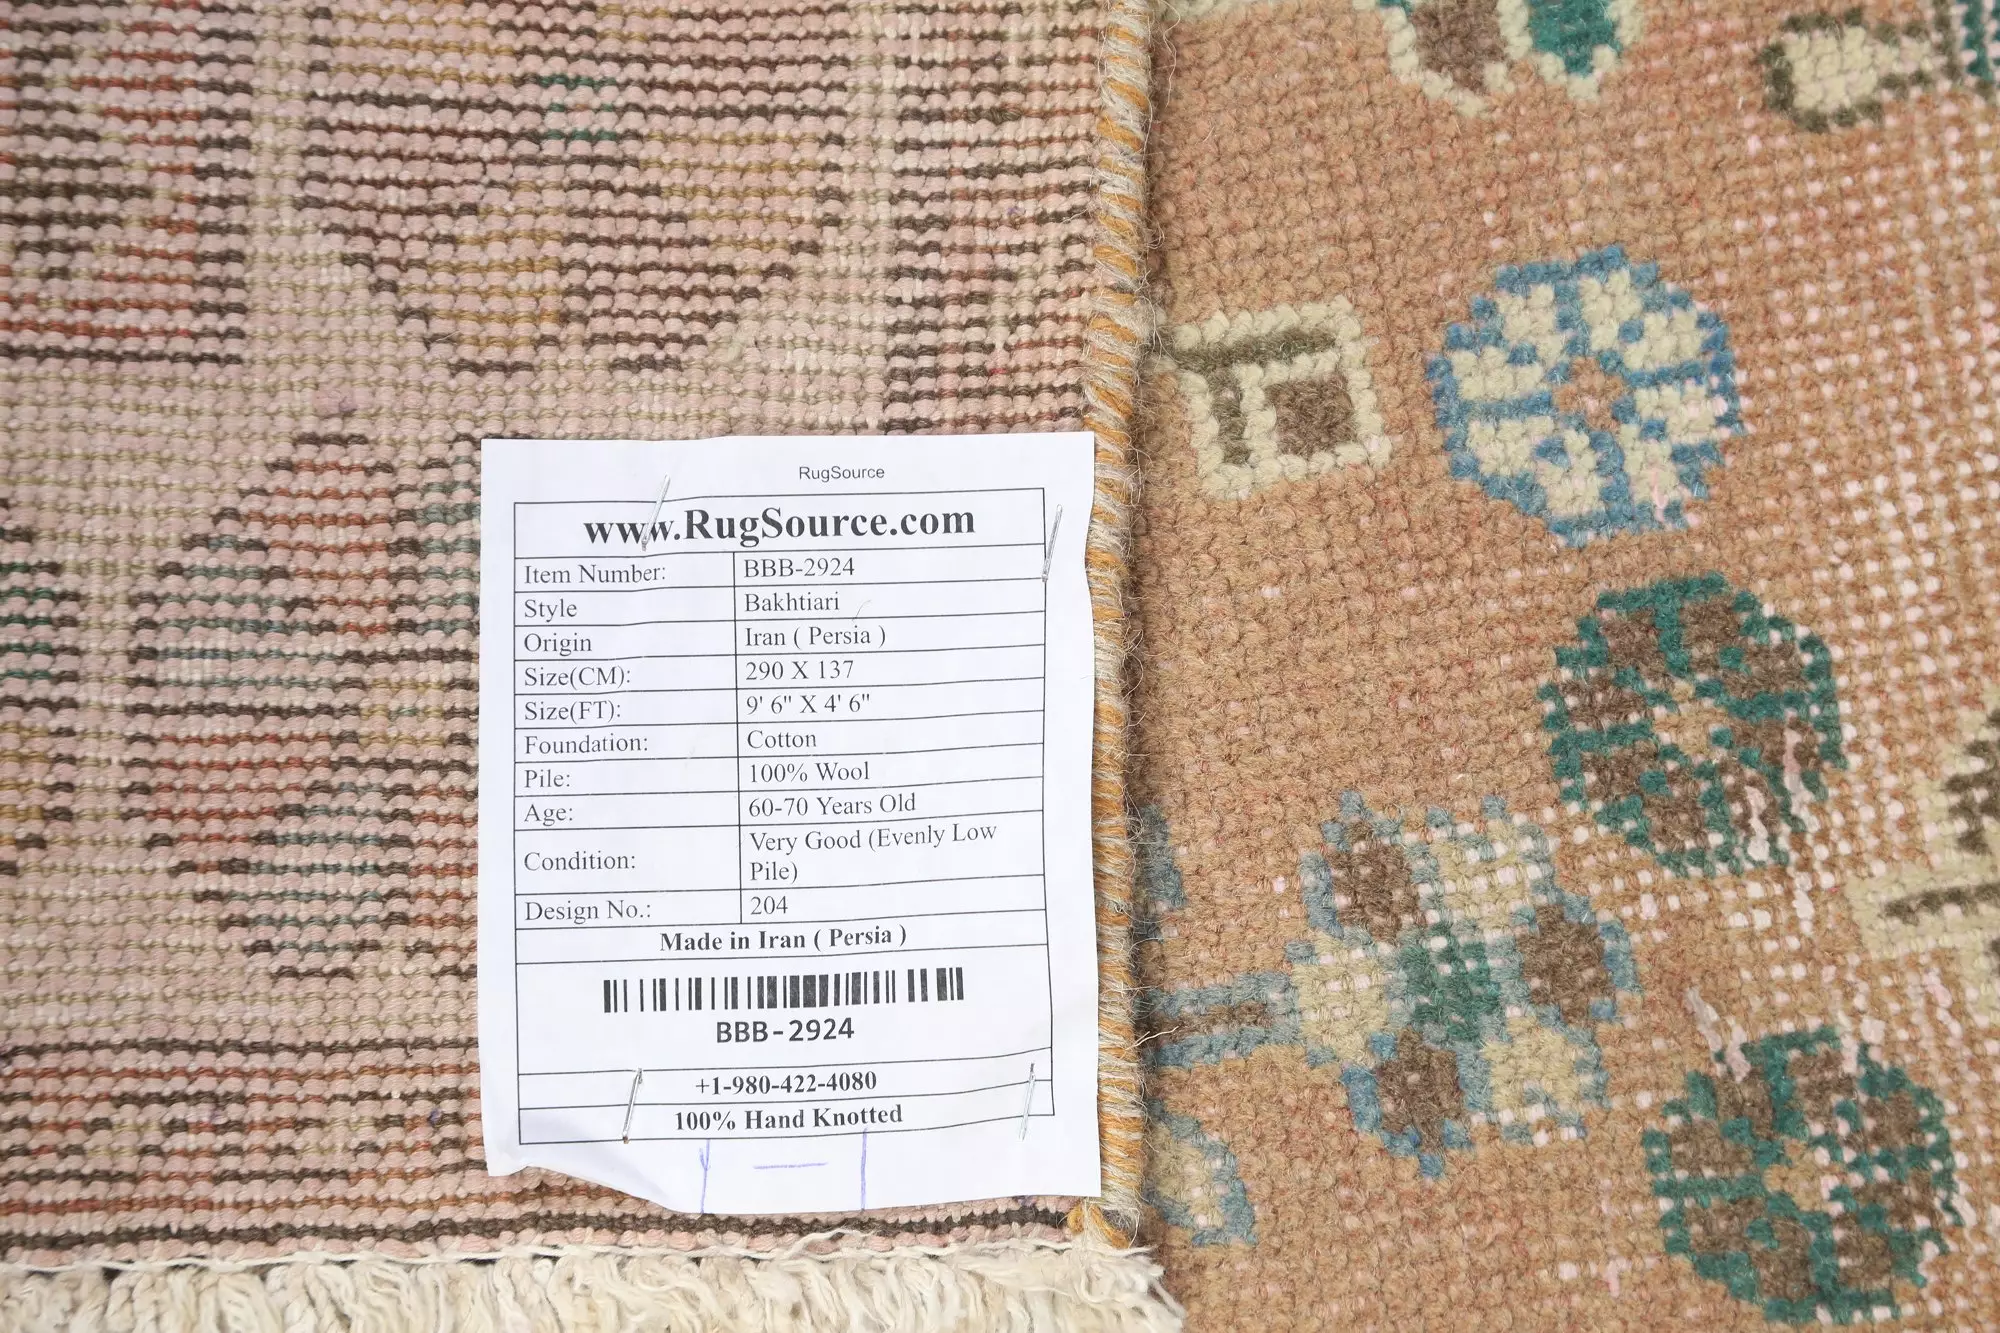 RugSource
www.RugSource.com
Item Number: BBB-2924
Style Bakhtiari
Origin Iran ( Persia )
Size(CM): 290 X 137
Size(FT): 9' 6" X 4' 6"
Foundation: Cotton
Pile: 100% Wool
Age: 60-70 Years Old
Condition: Very Good (Evenly Low
Pile)
Design No.: 204
Made in Iran ( Persia )
BBB-2924
+1-980-422-4080
100% Hand Knotted